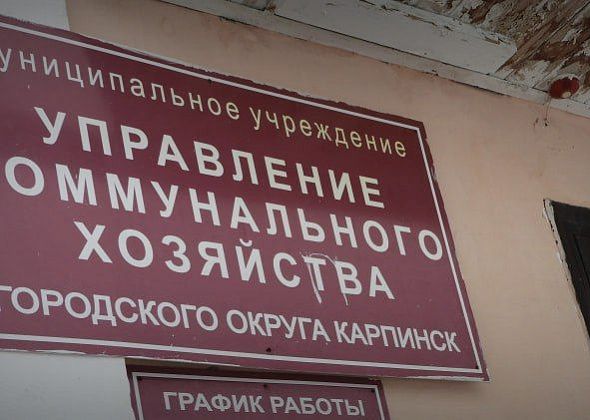 униципальное учреждение
УПРАВЛЕНИЕ
ОММУНАЛЬНОГО
ХОЗЯЙСТВА
ГОРОДСКОГО ОКРУГА КАРПИНСК
ГРАФИК РАБОТЫ